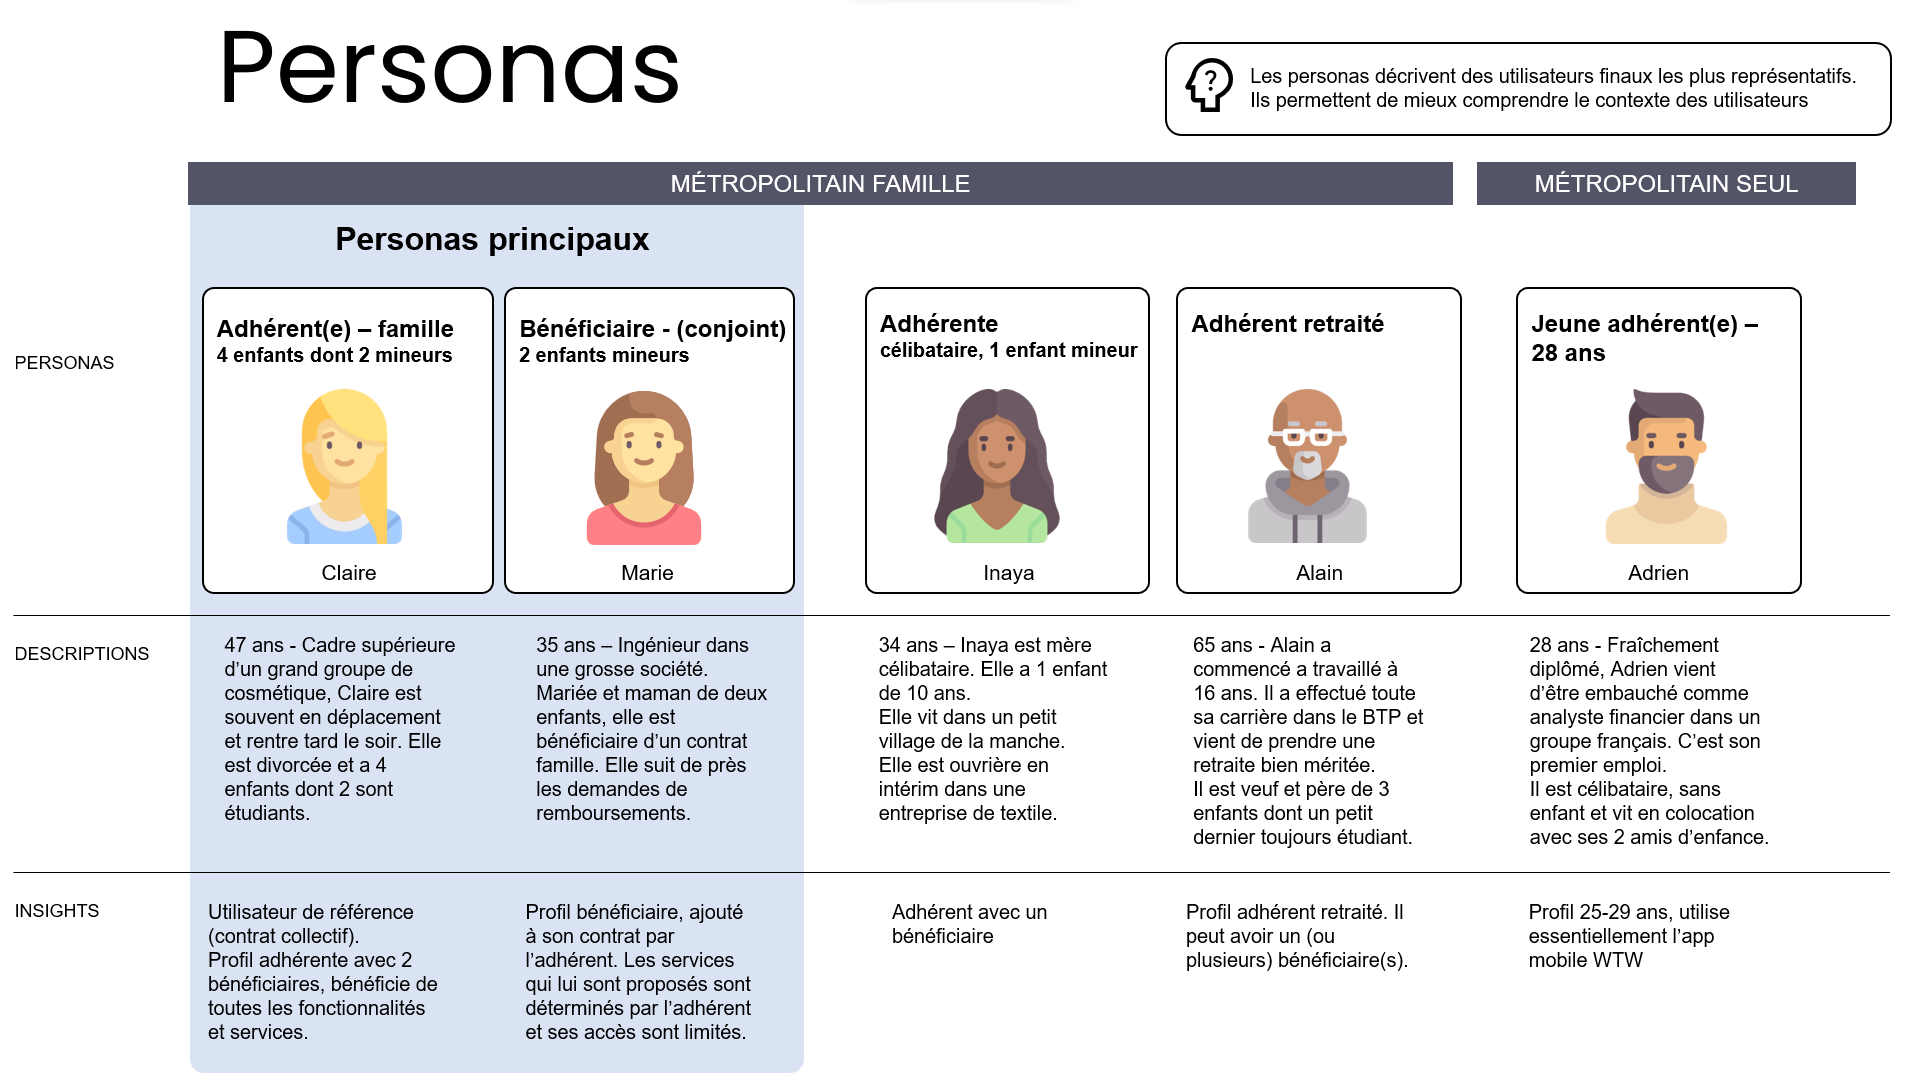 Personas
?
Les personas décrivent des utilisateurs finaux les plus représentatifs.
Ils permettent de mieux comprendre le contexte des utilisateurs
MÉTROPOLITAIN FAMILLE
MÉTROPOLITAIN SEUL
Personas principaux
PERSONAS
Adhérent(e) – famille
4 enfants dont 2 mineurs
Claire
Bénéficiaire - (conjoint)
2 enfants mineurs
Marie
Adhérente
célibataire, 1 enfant mineur
Inaya
Adhérent retraité
Alain
Jeune adhérent(e) –
28 ans
Adrien
DESCRIPTIONS
47 ans - Cadre supérieure
d’un grand groupe de
cosmétique, Claire est
souvent en déplacement
et rentre tard le soir. Elle
est divorcée et a 4
enfants dont 2 sont
étudiants.
35 ans – Ingénieur dans
une grosse société.
Mariée et maman de deux
enfants, elle est
bénéficiaire d’un contrat
famille. Elle suit de près
les demandes de
remboursements.
34 ans – Inaya est mère
célibataire. Elle a 1 enfant
de 10 ans.
Elle vit dans un petit
village de la manche.
Elle est ouvrière en
intérim dans une
entreprise de textile.
65 ans - Alain a
commencé a travaillé à
16 ans. Il a effectué toute
sa carrière dans le BTP et
vient de prendre une
retraite bien méritée.
Il est veuf et père de 3
enfants dont un petit
dernier toujours étudiant.
28 ans - Fraîchement
diplômé, Adrien vient
d’être embauché comme
analyste financier dans un
groupe français. C’est son
premier emploi.
Il est célibataire, sans
enfant et vit en colocation
avec ses 2 amis d’enfance.
INSIGHTS
Utilisateur de référence
(contrat collectif).
Profil adhérente avec 2
bénéficiaires, bénéficie de
toutes les fonctionnalités
et services.
Profil bénéficiaire, ajouté
à son contrat par
l’adhérent. Les services
qui lui sont proposés sont
déterminés par l’adhérent
et ses accès sont limités.
Adhérent avec un
bénéficiaire
Profil adhérent retraité. Il
peut avoir un (ou
plusieurs) bénéficiaire(s).
Profil 25-29 ans, utilise
essentiellement l’app
mobile WTW